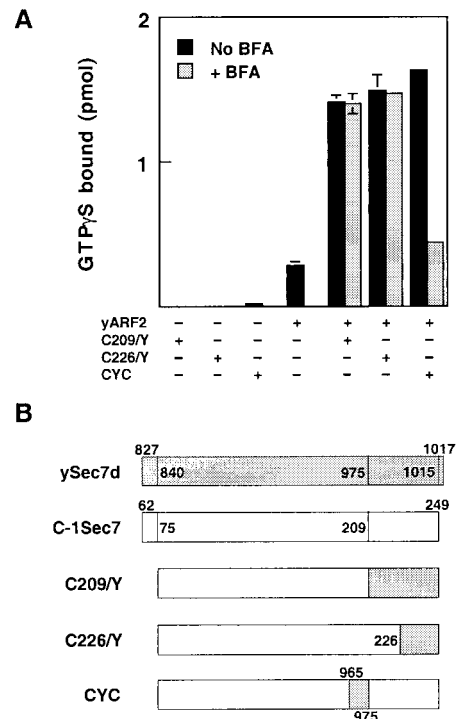 A
2
No BFA
+ BFA
GTPγS bound (pmol)
1
yARF2 – – – + + + +
C209/Y + – – – + – –
C226/Y – + – – – + –
CYC – – + – – – +
B
827 1017
ySec7d 840 975 1015
62 249
C-1Sec7 75 209
C209/Y
C226/Y 226
965
CYC
975